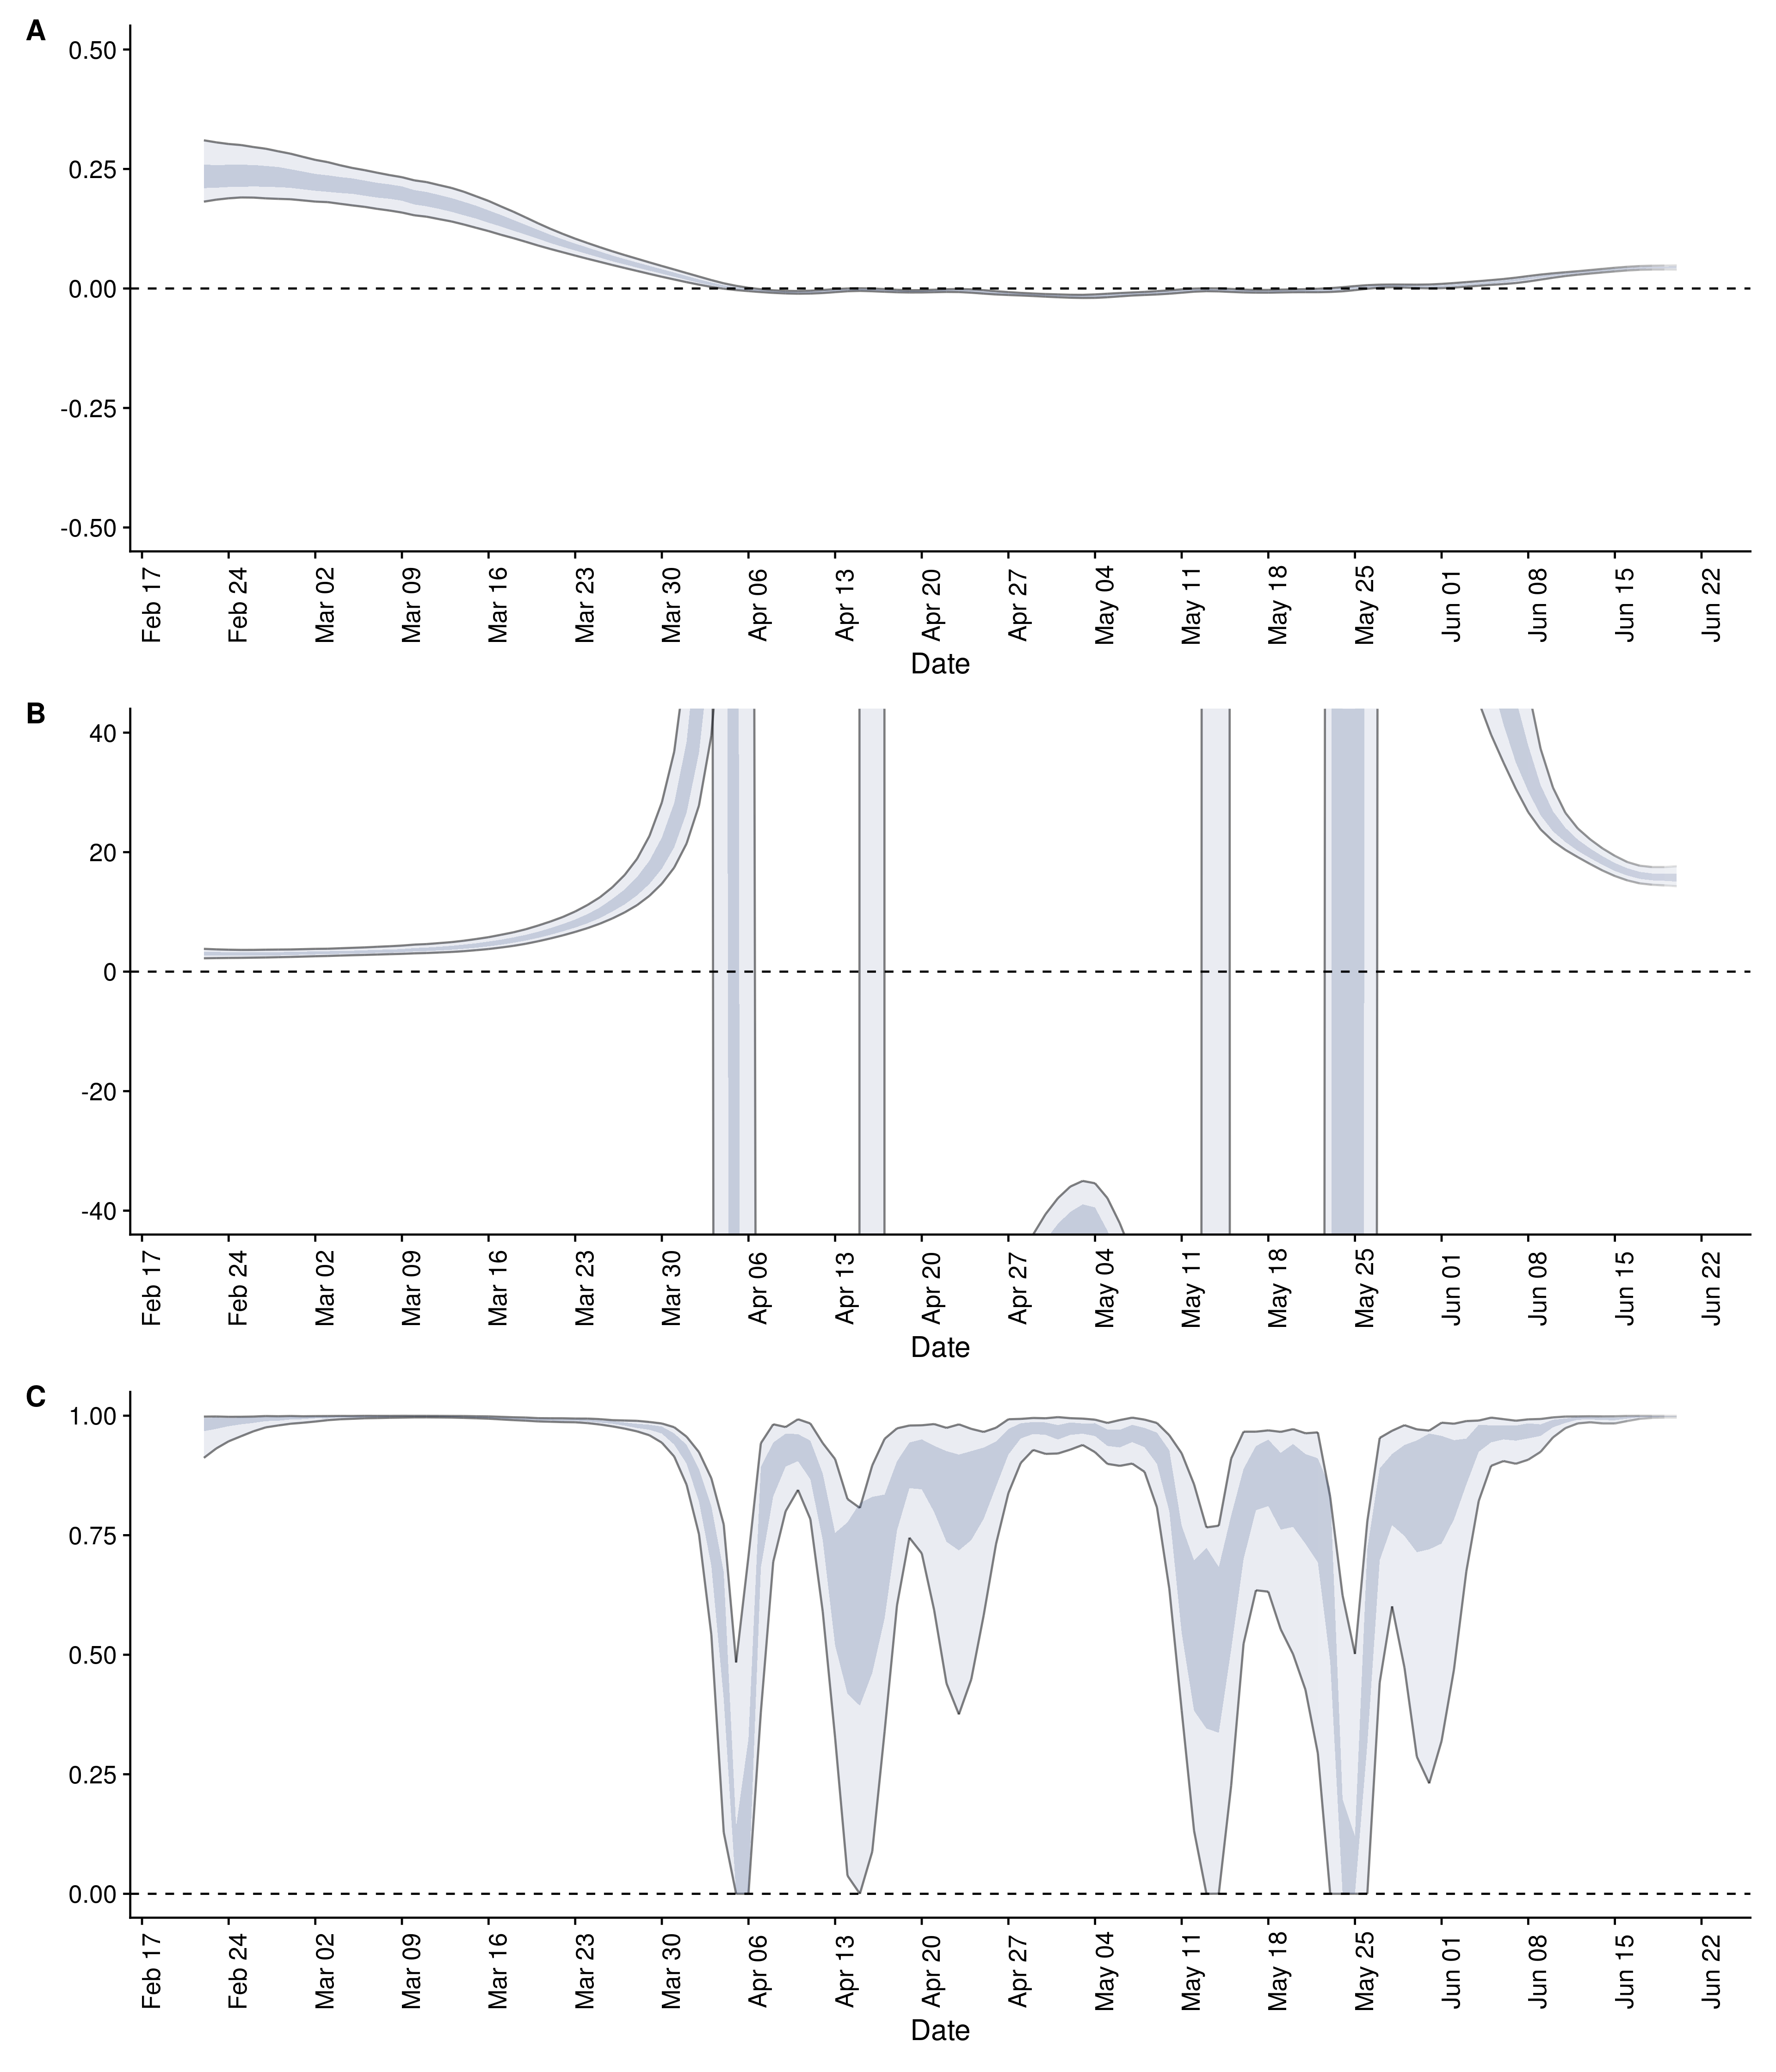 A
0.50
0.25
0.00
-0.25
-0.50
Feb 17
Feb 24
Mar 02
Mar 09
Mar 16
Mar 23
Mar 30
Apr 06
Apr 13
Apr 20
Apr 27
May 04
May 11
May 18
May 25
Jun 01
Jun 08
Jun 15
Jun 22
Date
B
40
20
0
-20
-40
Feb 17
Feb 24
Mar 02
Mar 09
Mar 16
Mar 23
Mar 30
Apr 06
Apr 13
Apr 20
Apr 27
May 04
May 11
May 18
May 25
Jun 01
Jun 08
Jun 15
Jun 22
Date
C
1.00
0.75
0.50
0.25
0.00
Feb 17
Feb 24
Mar 02
Mar 09
Mar 16
Mar 23
Mar 30
Apr 06
Apr 13
Apr 20
Apr 27
May 04
May 11
May 18
May 25
Jun 01
Jun 08
Jun 15
Jun 22
Date